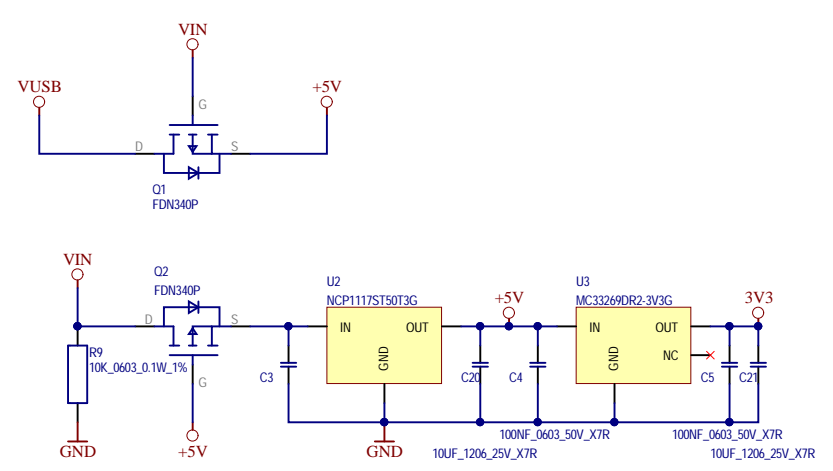 VIN
VUSB
+5V
G
D
S
Q1
FDN340P
VIN
Q2
FDN340P
D
S
G
R9
10K_0603_0.1W_1%
GND
+5V
C3
U2
NCP1117ST50T3G
IN
OUT
GND
GND
+5V
C20
C4
U3
MC33269DR2-3V3G
IN
OUT
GND
NC
3V3
C5
C21
100NF_0603_50V_X7R
100NF_0603_50V_X7R
10UF_1206_25V_X7R
10UF_1206_25V_X7R